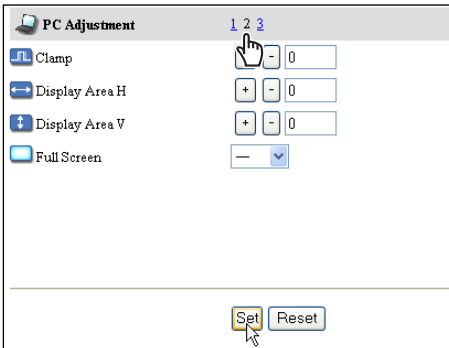 PC Adjustment 1 2 3
Clamp - 0
Display Area H + - 0
Display Area V + - 0
Full Screen —
Set Reset